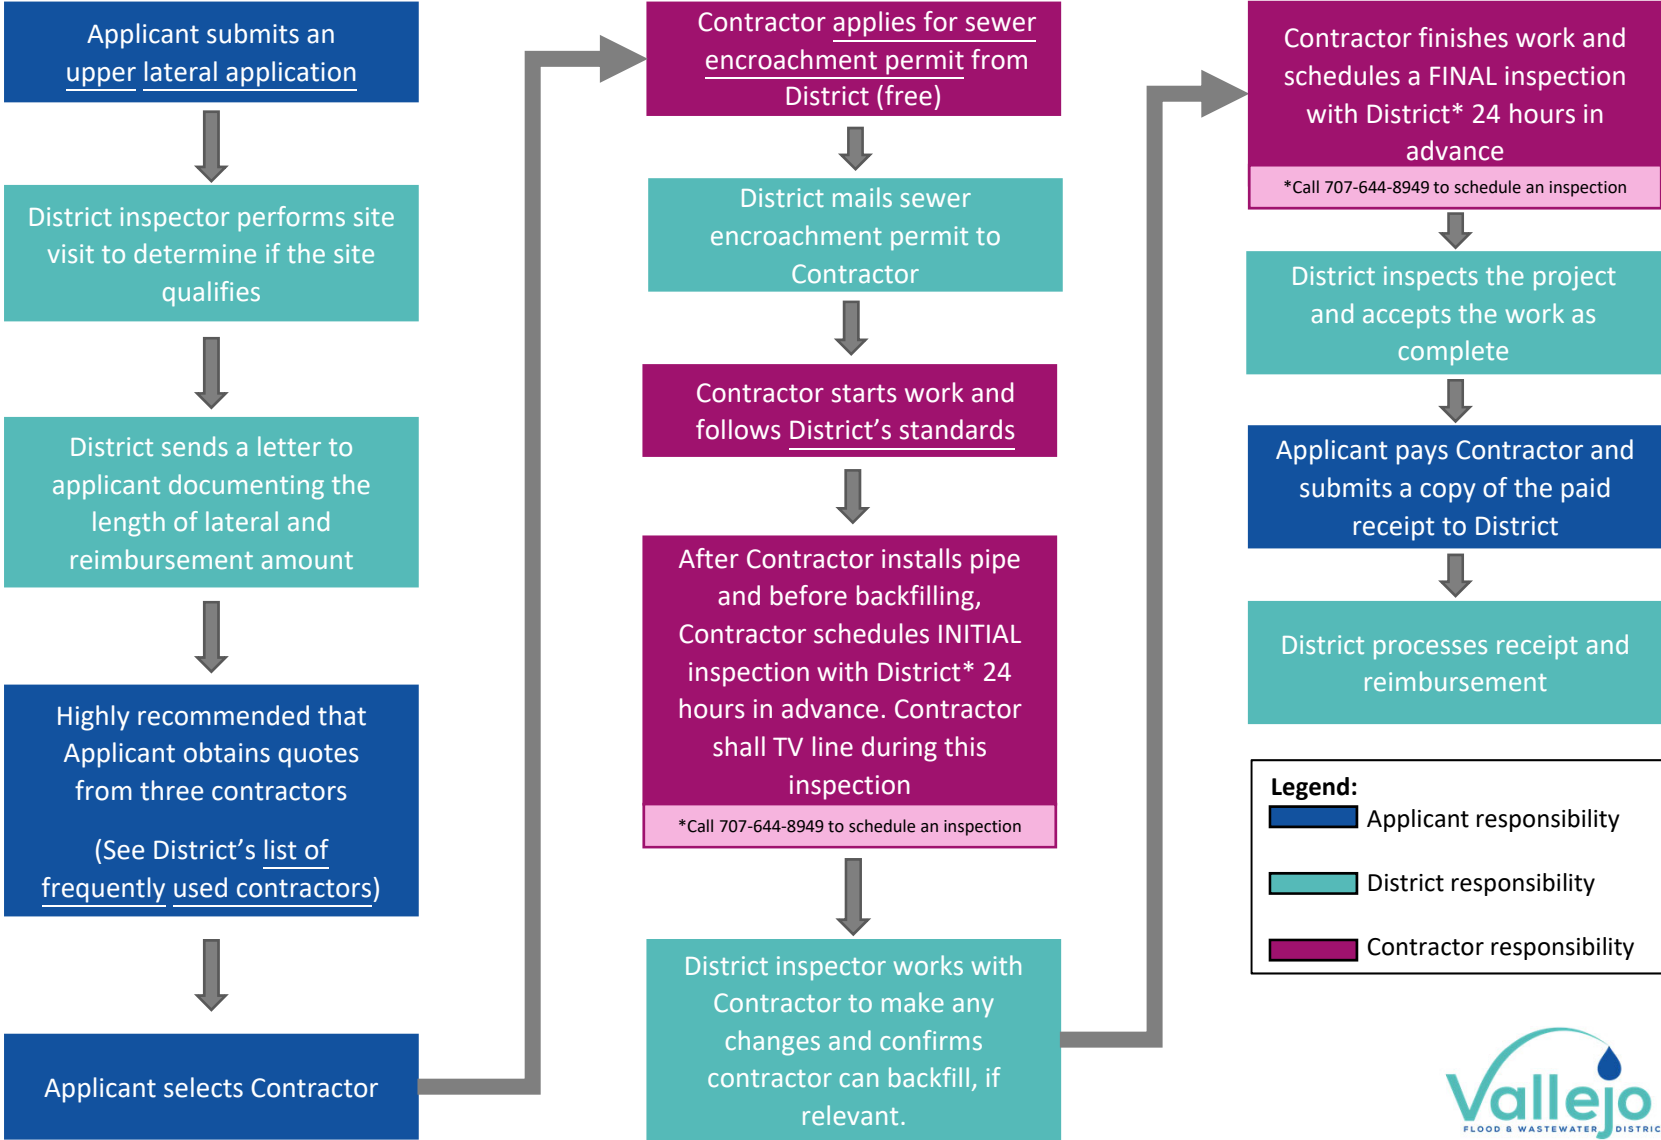 Applicant submits an
upper lateral application
District inspector performs site
visit to determine if the site
qualifies
District sends a letter to
applicant documenting the
length of lateral and
reimbursement amount
Highly recommended that
Applicant obtains quotes
from three contractors
(See District's list of
frequently used contractors)
Applicant selects Contractor
Contractor applies for sewer
encroachment permit from
District (free)
District mails sewer
encroachment permit to
Contractor
Contractor starts work and
follows District's standards
After Contractor installs pipe
and before backfilling,
Contractor schedules INITIAL
inspection with District* 24
hours in advance. Contractor
shall TV line during this
inspection
*Call 707-644-8949 to schedule an inspection
District inspector works with
Contractor to make any
changes and confirms
contractor can backfill, if
relevant.
Contractor finishes work and
schedules a FINAL inspection
with District* 24 hours in
advance
*Call 707-644-8949 to schedule an inspection
District inspects the project
and accepts the work as
complete
Applicant pays Contractor and
submits a copy of the paid
receipt to District
District processes receipt and
reimbursement
Legend:
Applicant responsibility
District responsibility
Contractor responsibility
Vallejo
FLOOD & WASTEWATER DISTRIC